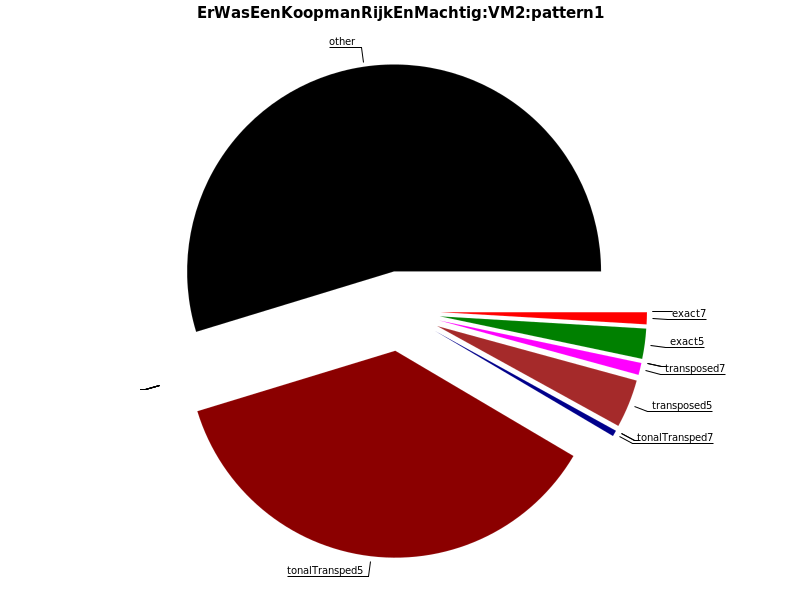 ErWasEenKoopmanRijkEnMachtig:VM2:pattern1
other
exact7
exact5
transposed7
transposed5
tonalTransped7
tonalTransped5